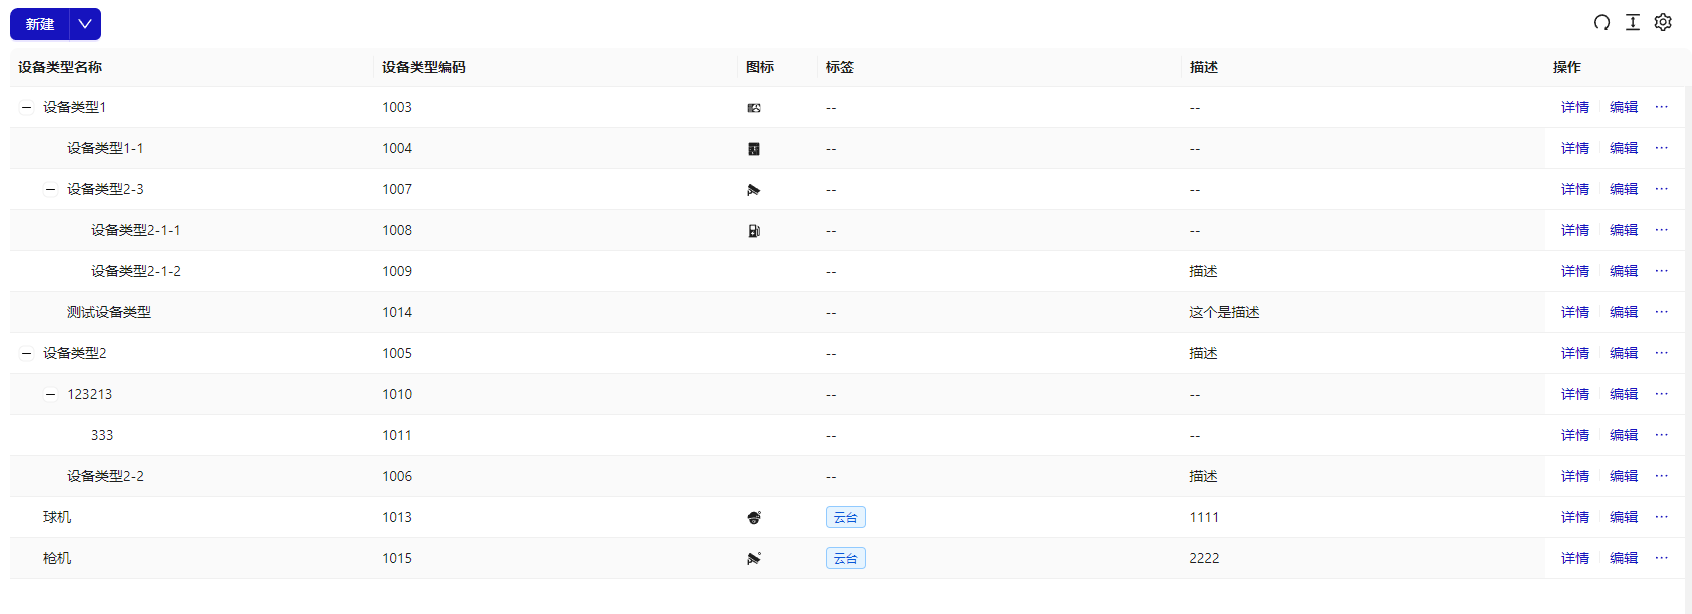 新建
设备类型名称 设备类型编码 图标 标签 描述 操作
设备类型1 1003 -- -- 详情 编辑 ···
设备类型1-1 1004 -- -- 详情 编辑 ···
设备类型2-3 1007 -- -- 详情 编辑 ···
设备类型2-1-1 1008 -- -- 详情 编辑 ···
设备类型2-1-2 1009 -- 描述 详情 编辑 ···
测试设备类型 1014 -- 这个是描述 详情 编辑 ···
设备类型2 1005 -- 描述 详情 编辑 ···
123213 1010 -- -- 详情 编辑 ···
333 1011 -- -- 详情 编辑 ···
设备类型2-2 1006 -- 描述 详情 编辑 ···
球机 1013 云台 1111 详情 编辑 ···
枪机 1015 云台 2222 详情 编辑 ···